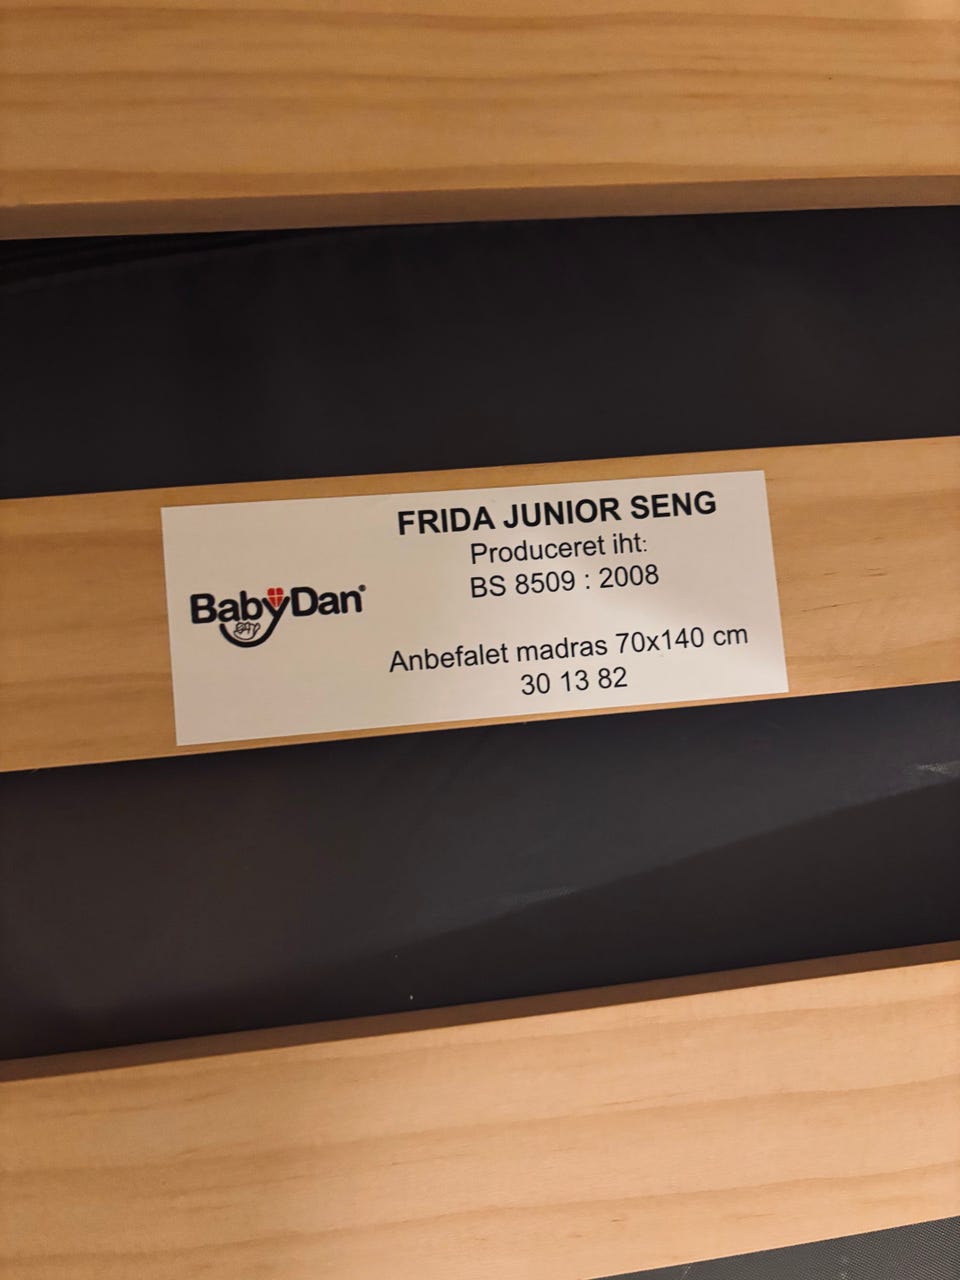 FRIDA JUNIOR SENG
Produceret iht:
BS 8509 : 2008
BabyDan®
Anbefalet madras 70x140 cm
30 13 82